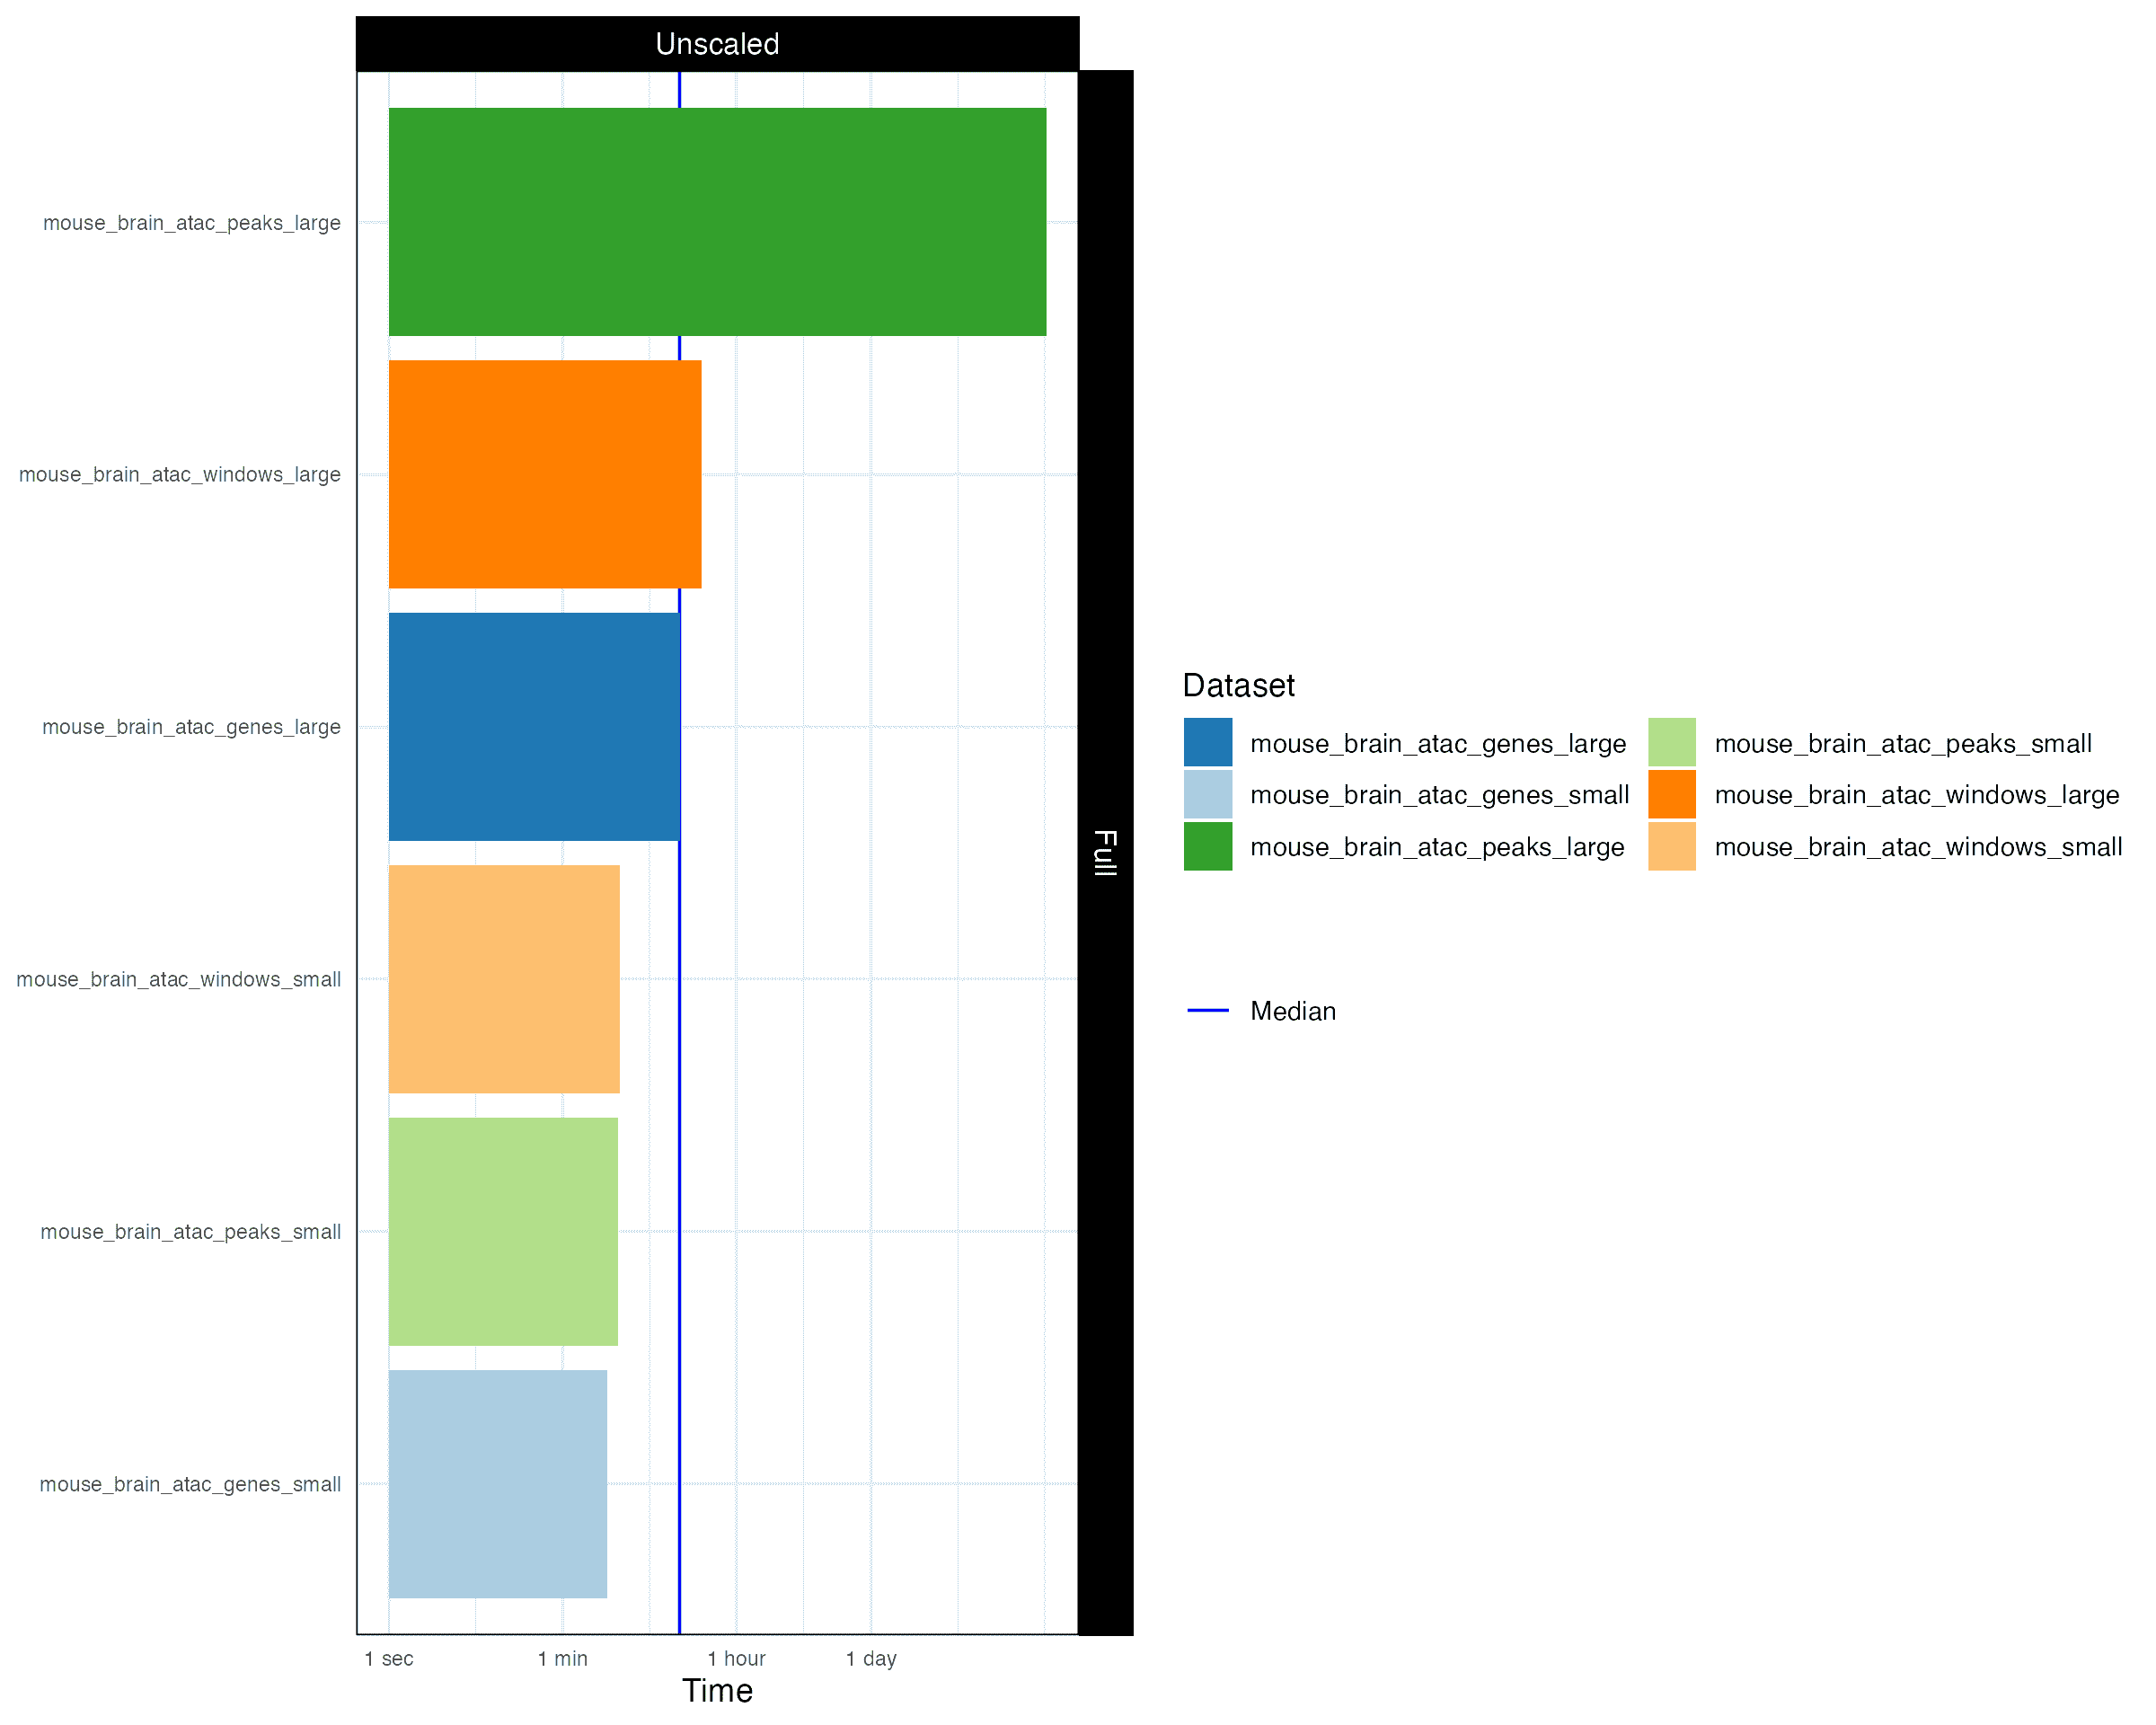 Unscaled
mouse_brain_atac_peaks_large
mouse_brain_atac_windows_large
mouse_brain_atac_genes_large
mouse_brain_atac_windows_small
mouse_brain_atac_peaks_small
mouse_brain_atac_genes_small
Full
1 sec 1 min 1 hour 1 day
Time
Dataset
mouse_brain_atac_genes_large mouse_brain_atac_peaks_small
mouse_brain_atac_genes_small mouse_brain_atac_windows_large
mouse_brain_atac_peaks_large mouse_brain_atac_windows_small
Median